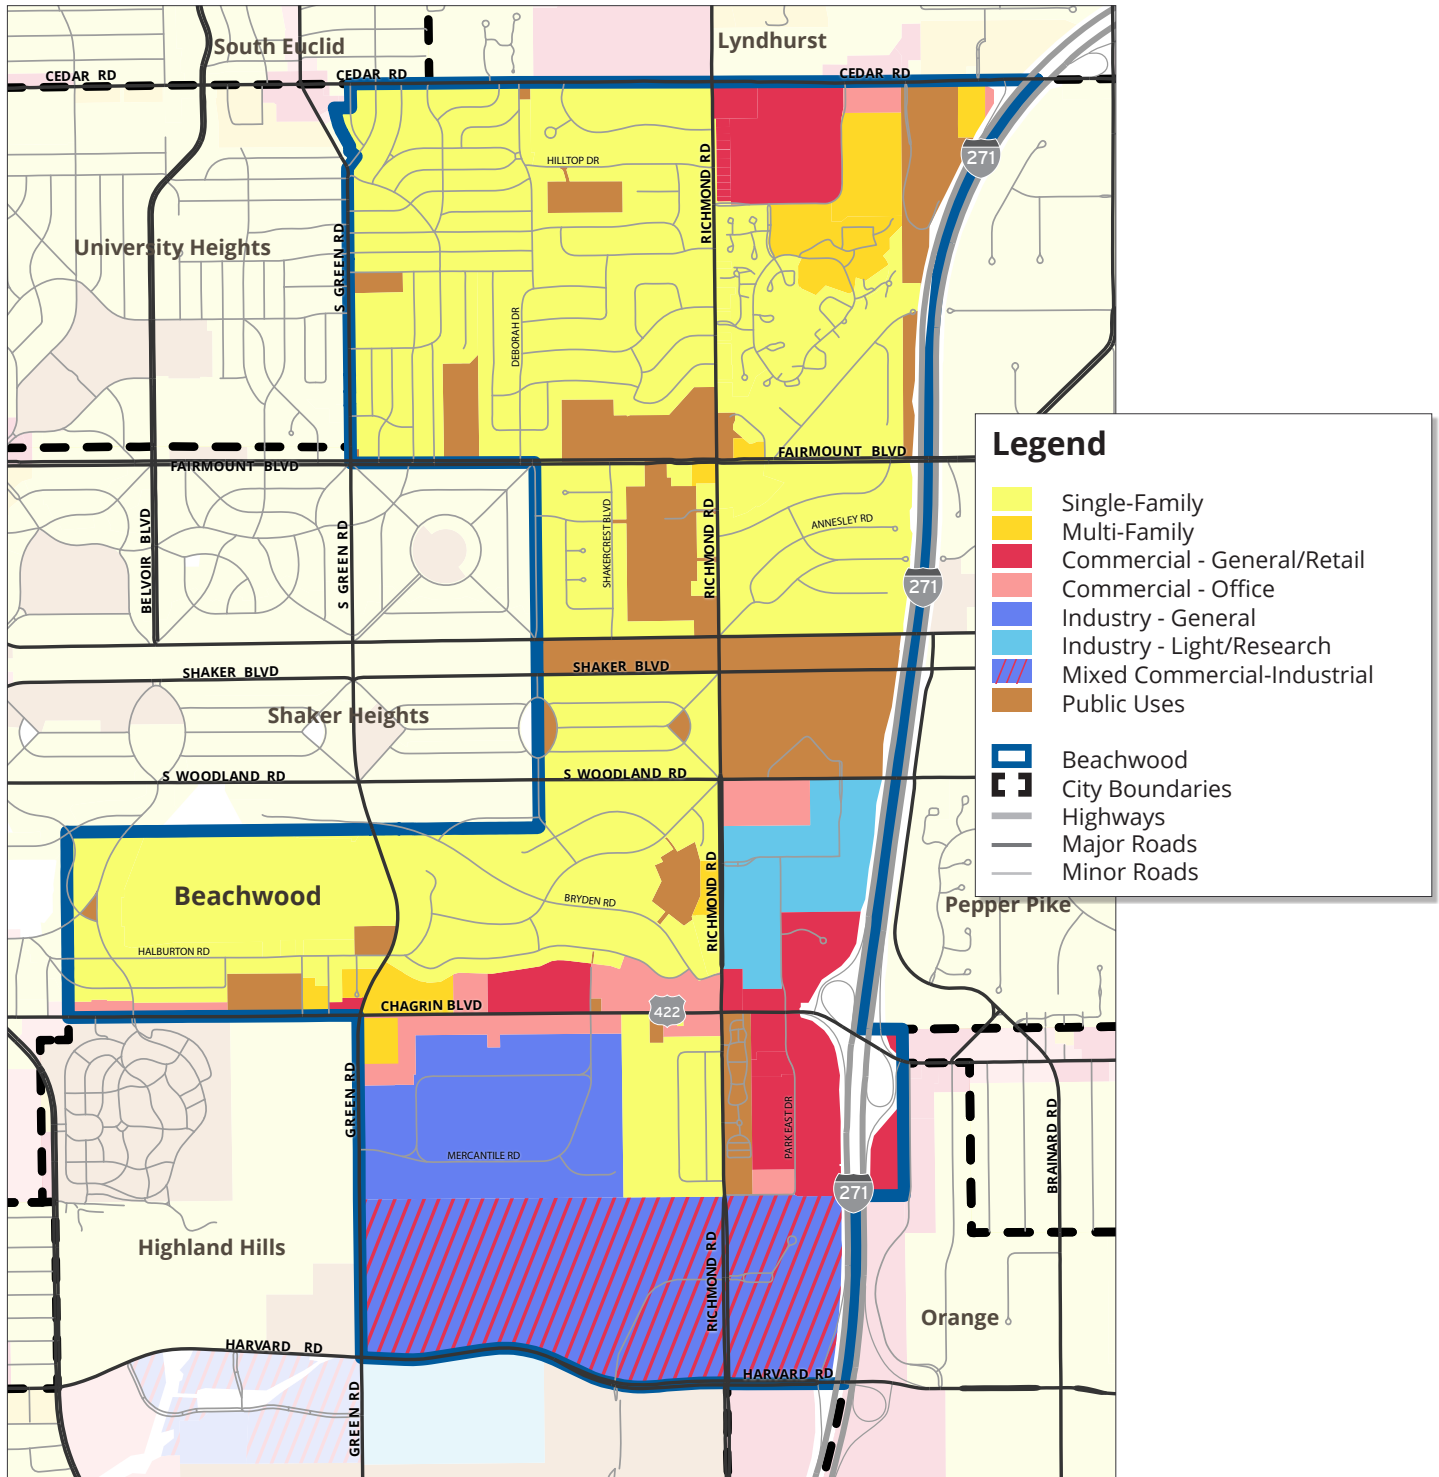 South Euclid
Lyndhurst
CEDAR RD
CEDAR RD
CEDAR RD
HILLTOP DR
271
RICHMOND RD
University Heights
S GREEN RD
DEBORAH DR
FAIRMOUNT BLVD
FAIRMOUNT BLVD
Legend
Single-Family
Multi-Family
Commercial - General/Retail
Commercial - Office
Industry - General
Industry - Light/Research
Mixed Commercial-Industrial
Public Uses
Beachwood
City Boundaries
Highways
Major Roads
Minor Roads
BELVOIR BLVD
S GREEN RD
SHAKERCREST BLVD
RICHMOND RD
ANNESLEY RD
271
SHAKER BLVD
SHAKER BLVD
Shaker Heights
S WOODLAND RD
S WOODLAND RD
Beachwood
BRYDEN RD
RICHMOND RD
Pepper Pike
HALBURTON RD
CHAGRIN BLVD
422
GREEN RD
MERCANTILE RD
PARK EAST DR
BRAINARD RD
271
Highland Hills
RICHMOND RD
Orange
HARVARD RD
HARVARD RD
GREEN RD